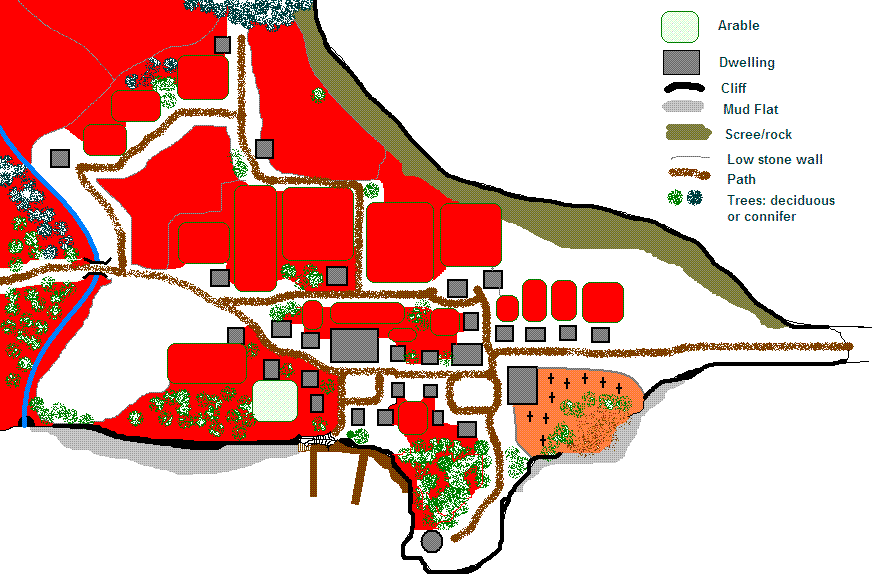 Arable
Dwelling
Cliff
Mud Flat
Scree/rock
Low stone wall
Path
Trees: deciduous
or connifer